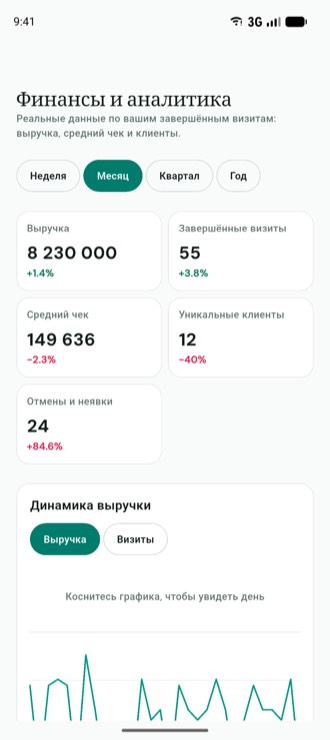 9:41
3G
Финансы и аналитика
Реальные данные по вашим завершённым визитам:
выручка, средний чек и клиенты.
Неделя
Месяц
Квартал
Год
Выручка
8 230 000
+1.4%
Завершённые визиты
55
+3.8%
Средний чек
149 636
−2.3%
Уникальные клиенты
12
−40%
Отмены и неявки
24
+84.6%
Динамика выручки
Выручка
Визиты
Коснитесь графика, чтобы увидеть день